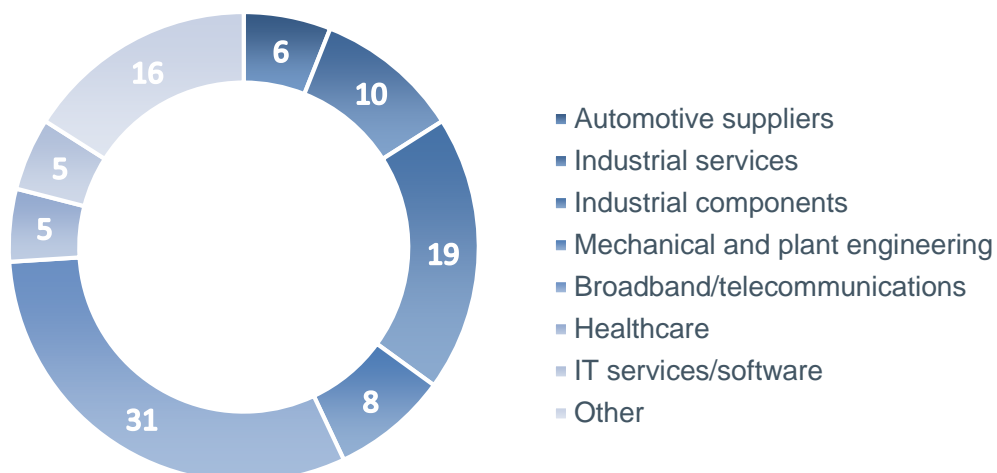 6
10
19
8
31
5
5
16
Automotive suppliers
Industrial services
Industrial components
Mechanical and plant engineering
Broadband/telecommunications
Healthcare
IT services/software
Other